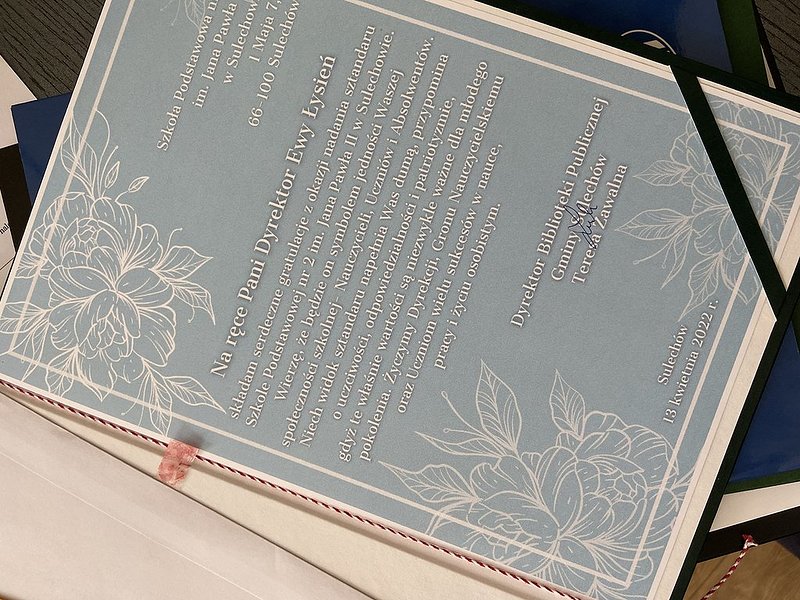 Szkoła Podstawowa n
im. Jana Pawła
w Sulechow
1 Maja 7,
66-100 Sulechów
Na ręce Pani Dyrektor Ewy Łysień
składam serdeczne gratulacje z okazji nadania sztandaru
Szkole Podstawowej nr 2 im. Jana Pawła II w Sulechowie.
Wierzę, że będzie on symbolem jedności Waszej
społeczności szkolnej- Nauczycieli, Uczniów i Absolwentów.
Niech widok sztandaru napełnia Was dumą, przypomina
o uczciwości, odpowiedzialności i patriotyzmie,
gdyż te właśnie wartości są niezwykle ważne dla młodego
pokolenia. Życzymy Dyrekcji, Gronu Nauczycielskiemu
oraz Uczniom wielu sukcesów w nauce,
pracy i życiu osobistym.
Dyrektor Biblioteki Publicznej
Gminy Sulechów
Teresa Zawalna
Sulechów
13 kwietnia 2022 r.